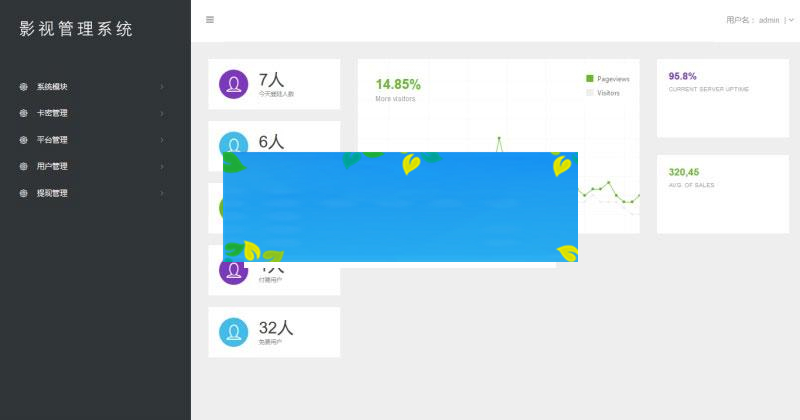 影视管理系统
用户名： admin |
系统模块
卡密管理
平台管理
用户管理
提现管理
7人
今天登陆人数
6人
付费用户
32人
免费用户
14.85%
More visitors
Pageviews
Visitors
95.8%
CURRENT SERVER UPTIME
320,45
AVG. OF SALES